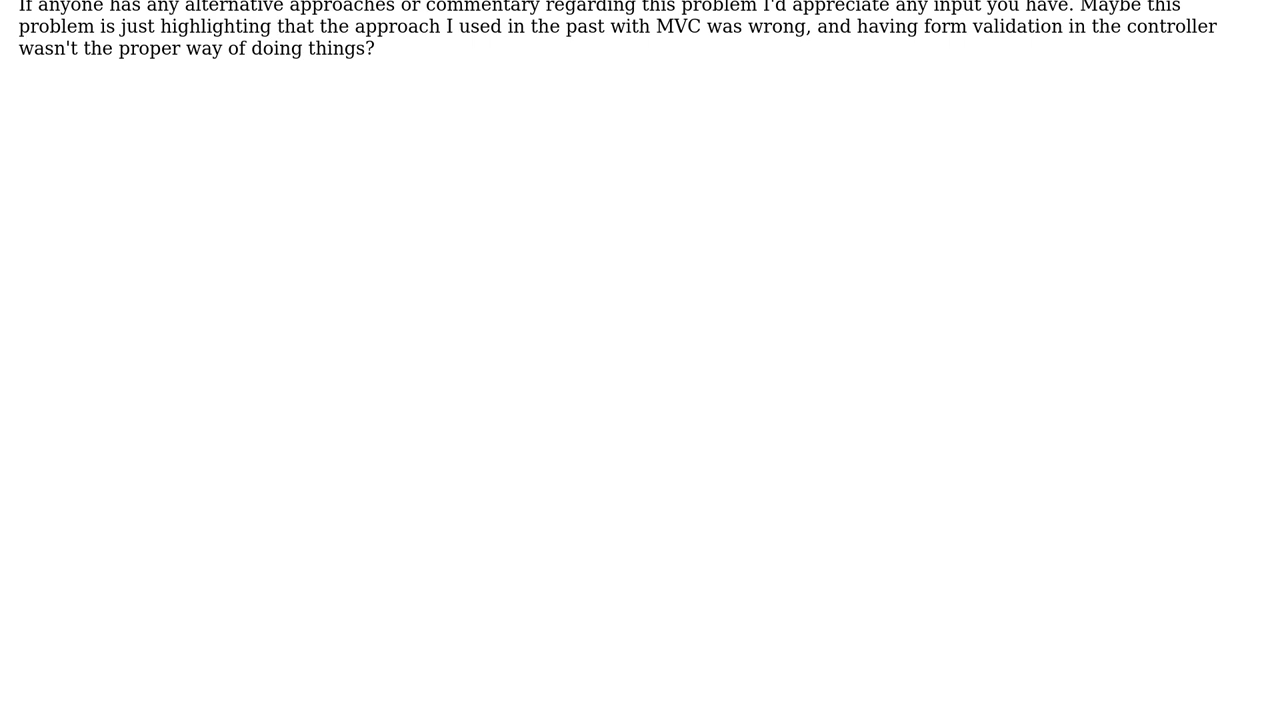 If anyone has any alternative approaches or commentary regarding this problem I'd appreciate any input you have. Maybe this
problem is just highlighting that the approach I used in the past with MVC was wrong, and having form validation in the controller
wasn't the proper way of doing things?